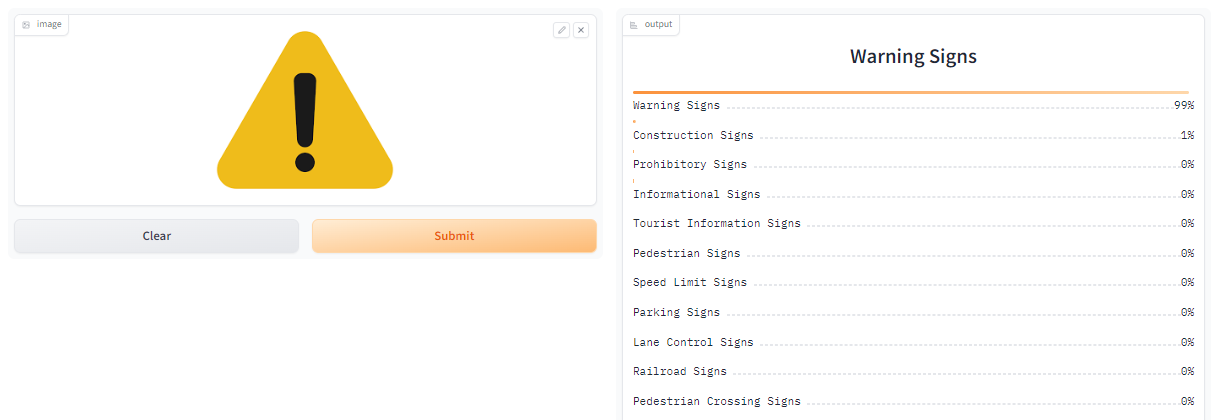 image
!
Clear
Submit
output
Warning Signs
Warning Signs 99%
Construction Signs 1%
Prohibitory Signs 0%
Informational Signs 0%
Tourist Information Signs 0%
Pedestrian Signs 0%
Speed Limit Signs 0%
Parking Signs 0%
Lane Control Signs 0%
Railroad Signs 0%
Pedestrian Crossing Signs 0%